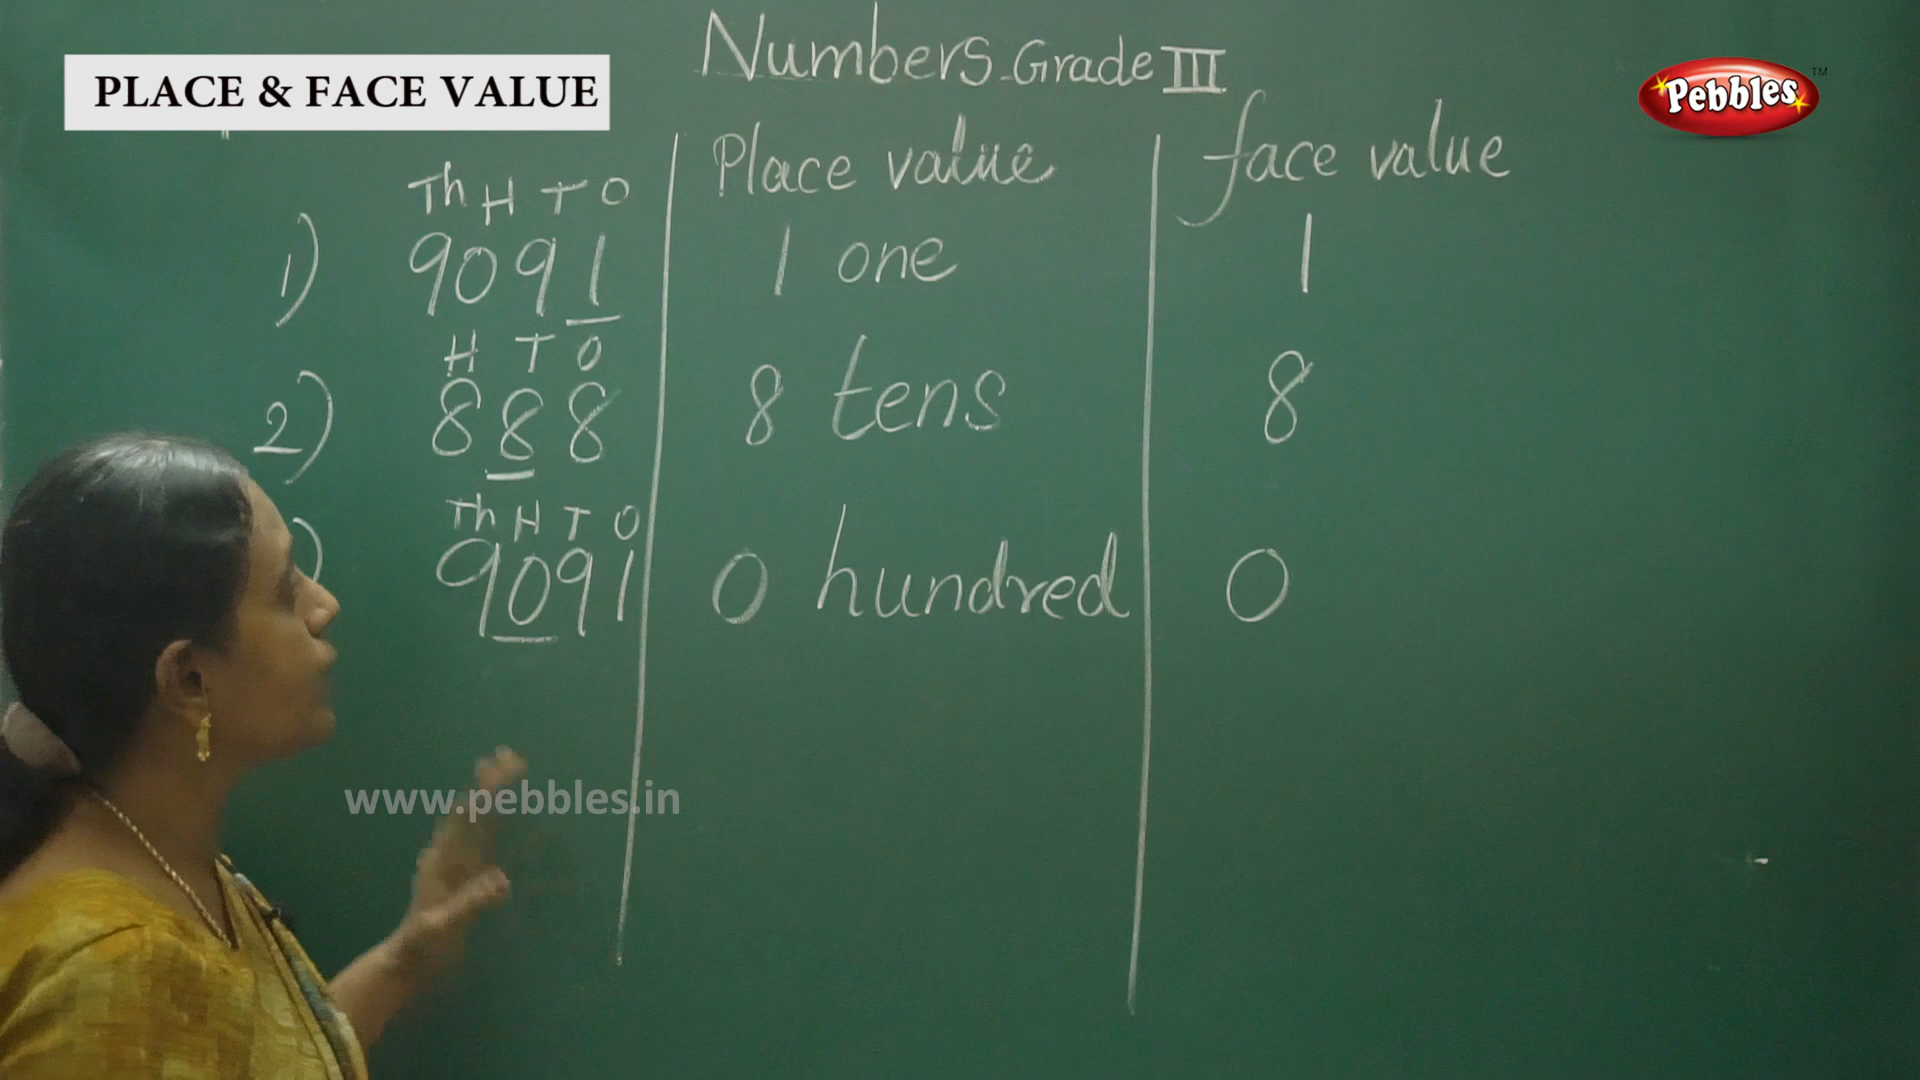 Numbers Grade III
PLACE & FACE VALUE
Pebbles TM
Place value
face value
Th H T O
1) 9091 1 one 1
H T O
2) 888 8 tens 8
Th H T O
) 9091 0 hundred 0
www.pebbles.in